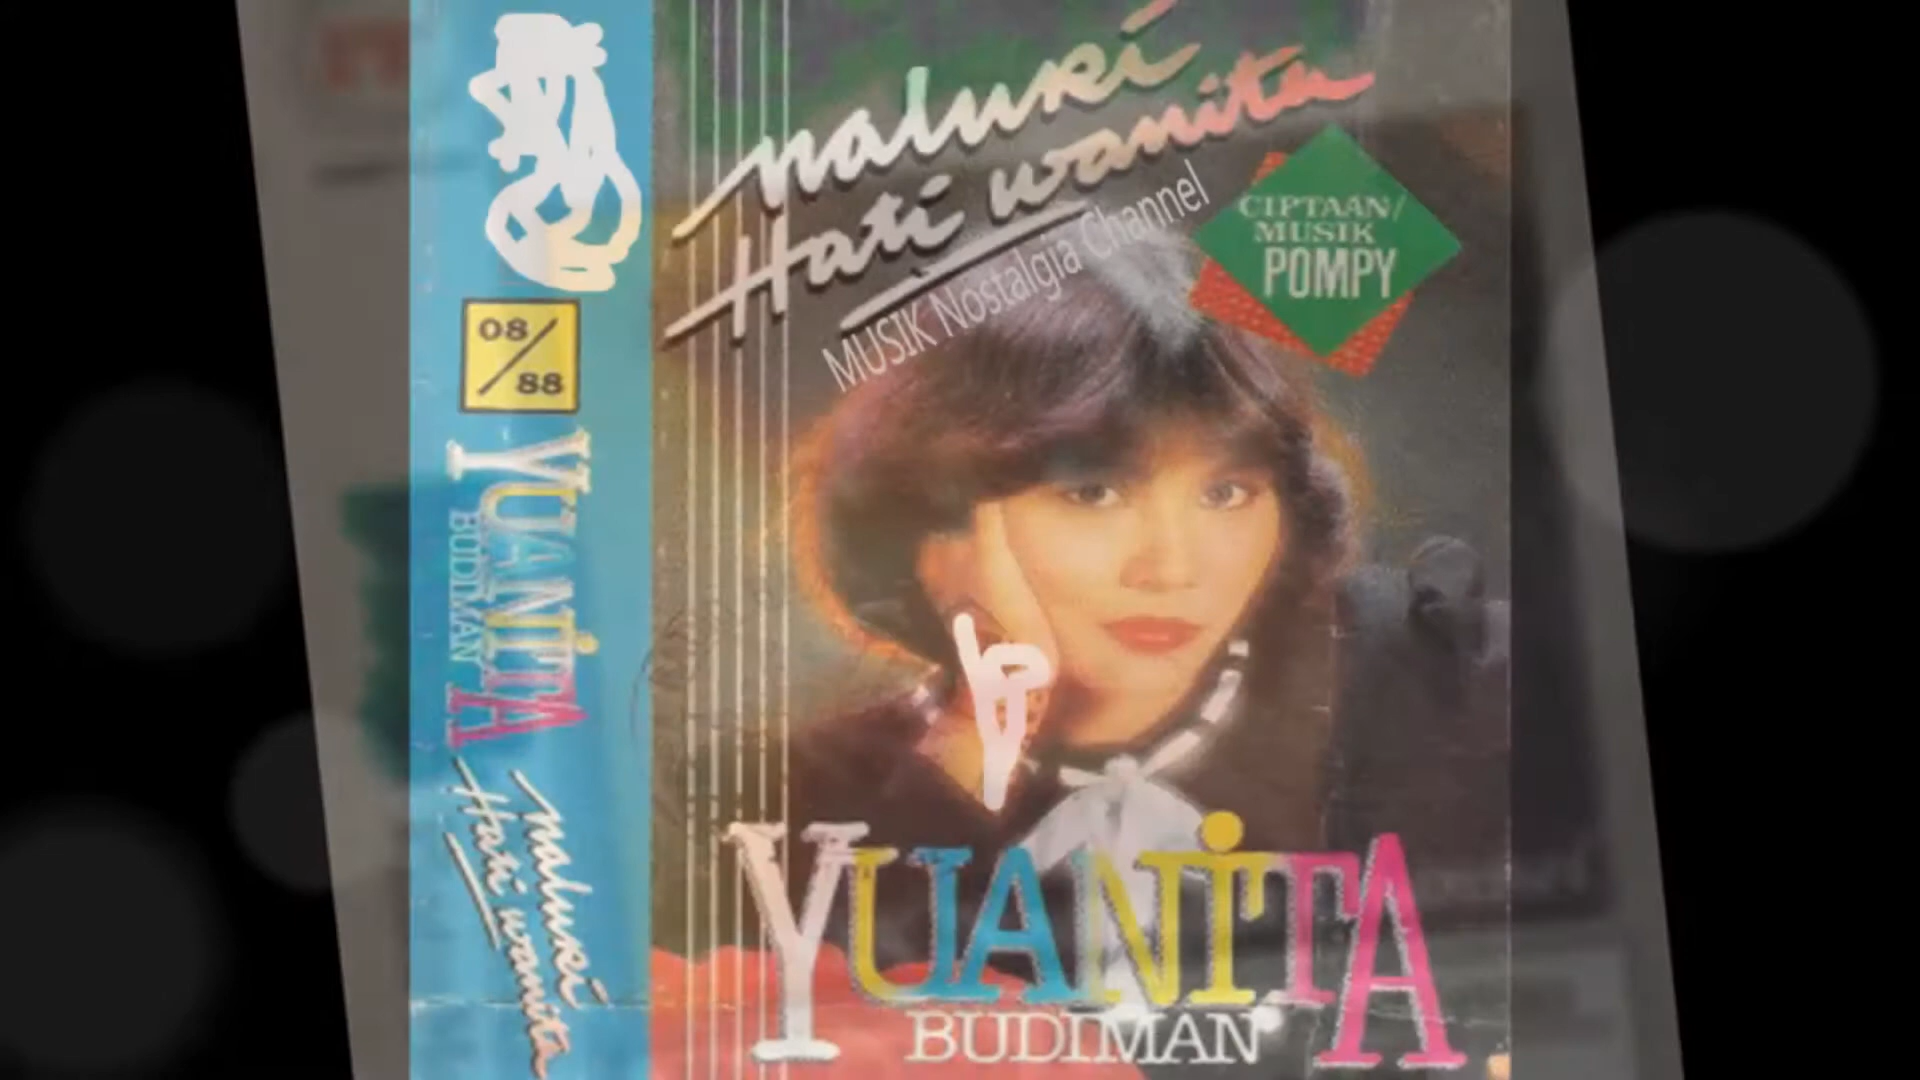 08/
88
YUANITA
BUDIMAN
Naluri
Hati wanita
Naluri
Hati wanita
MUSIK Nostalgia Channel
CIPTAAN/
MUSIK
POMPY
YUANITA
BUDIMAN